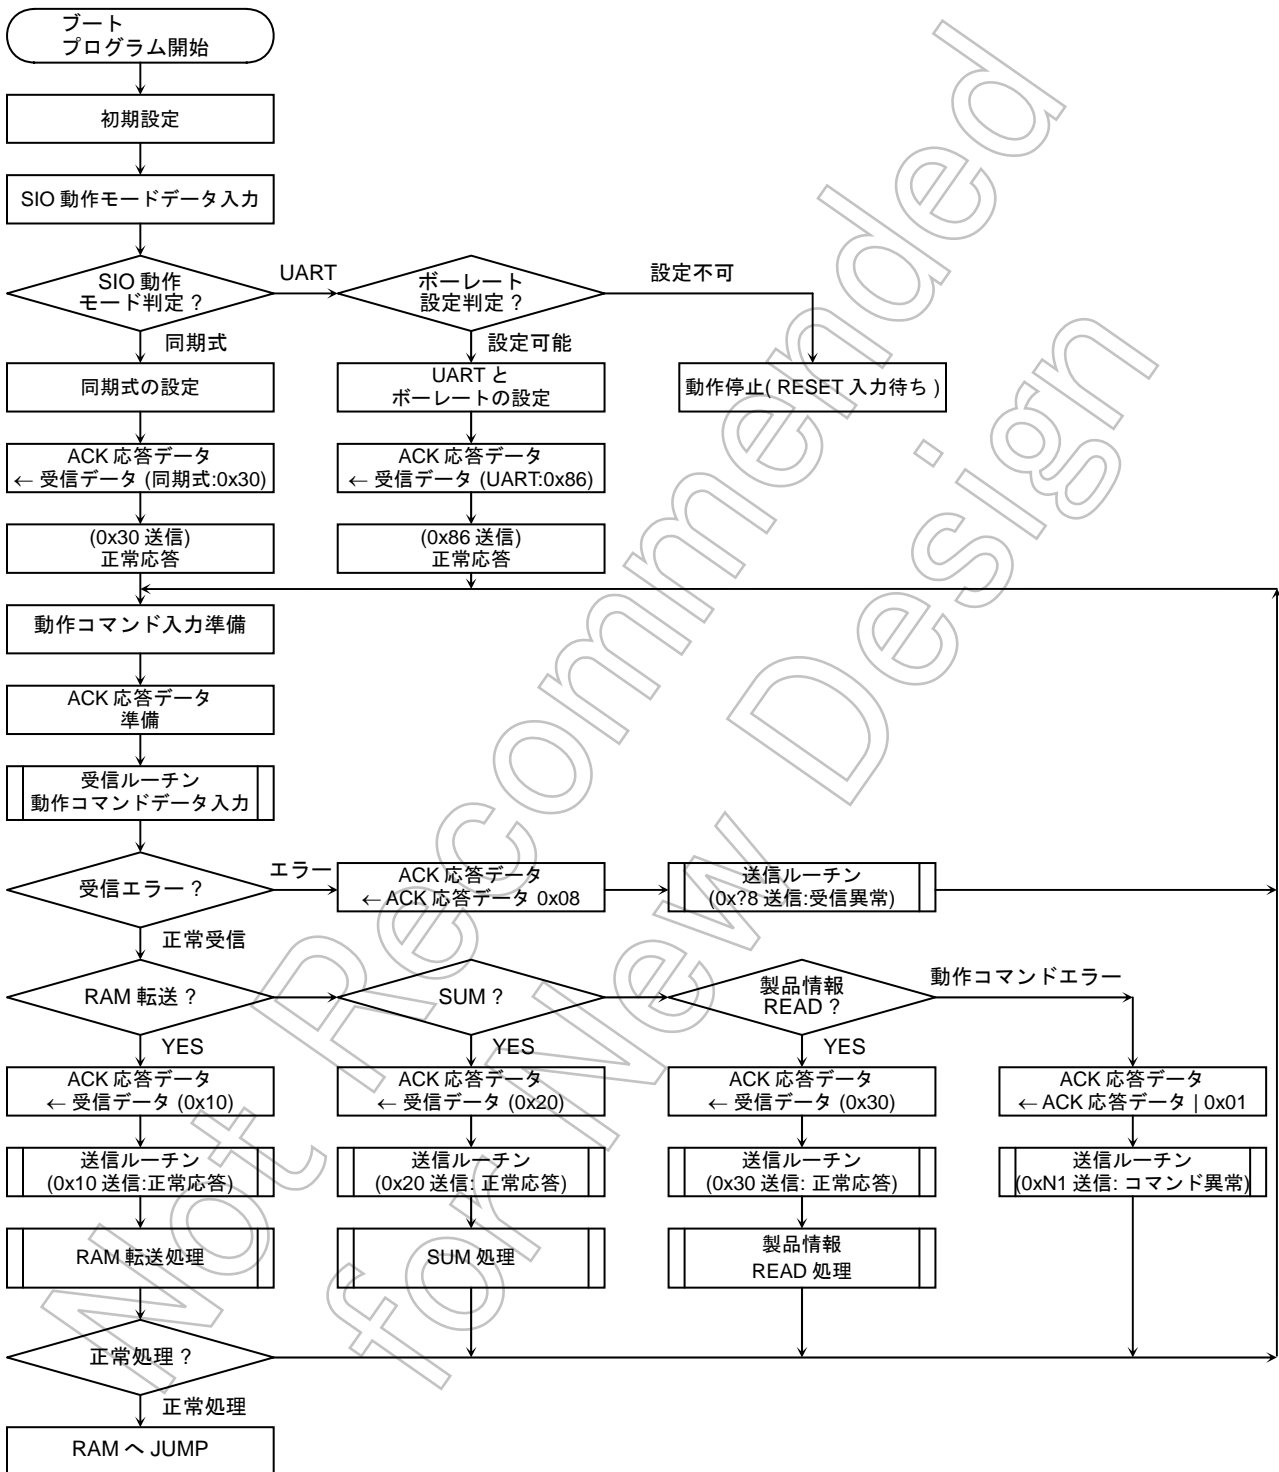 ブート
プログラム開始
初期設定
SIO 動作モードデータ入力
SIO 動作
モード判定 ?
UART
ボーレート
設定判定 ?
設定不可
同期式
設定可能
同期式の設定
UART と
ボーレートの設定
動作停止( RESET 入力待ち )
ACK 応答データ
← 受信データ (同期式:0x30)
ACK 応答データ
← 受信データ (UART:0x86)
(0x30 送信)
正常応答
(0x86 送信)
正常応答
動作コマンド入力準備
ACK 応答データ
準備
受信ルーチン
動作コマンドデータ入力
受信エラー ?
エラー
ACK 応答データ
← ACK 応答データ 0x08
送信ルーチン
(0x?8 送信:受信異常)
正常受信
RAM 転送 ?
SUM ?
製品情報
READ ?
動作コマンドエラー
YES
YES
YES
ACK 応答データ
← 受信データ (0x10)
ACK 応答データ
← 受信データ (0x20)
ACK 応答データ
← 受信データ (0x30)
ACK 応答データ
← ACK 応答データ | 0x01
送信ルーチン
(0x10 送信:正常応答)
送信ルーチン
(0x20 送信: 正常応答)
送信ルーチン
(0x30 送信: 正常応答)
送信ルーチン
(0xN1 送信: コマンド異常)
RAM 転送処理
SUM 処理
製品情報
READ 処理
正常処理 ?
正常処理
RAM へ JUMP
Not Recommended
for New Design